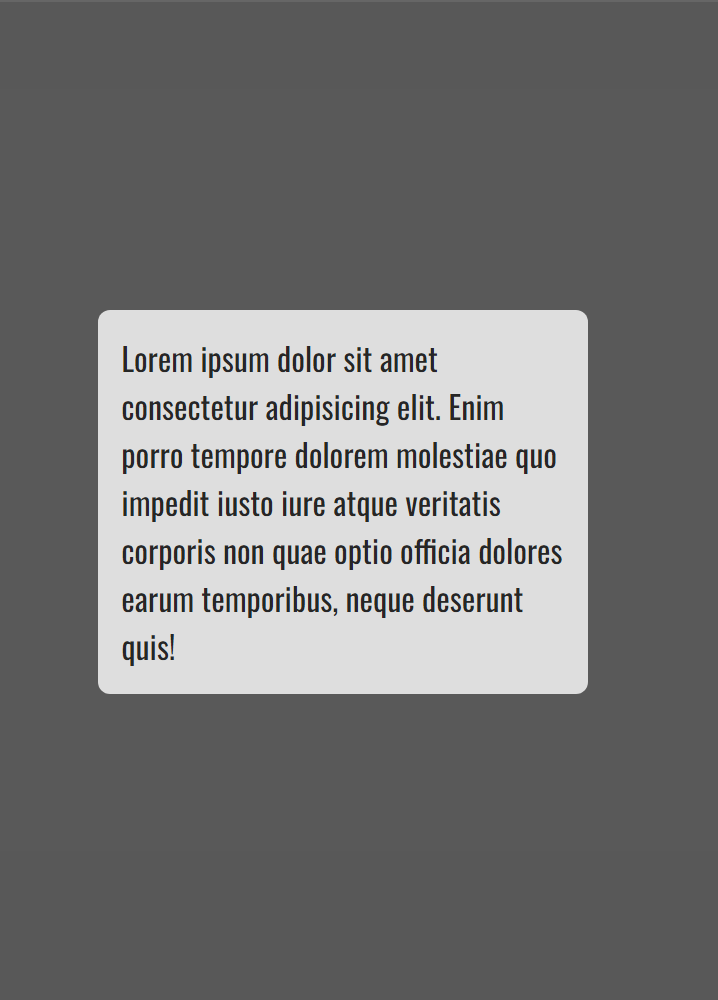 Lorem ipsum dolor sit amet
consectetur adipisicing elit. Enim
porro tempore dolorem molestiae quo
impedit iusto iure atque veritatis
corporis non quae optio officia dolores
earum temporibus, neque deserunt
quis!